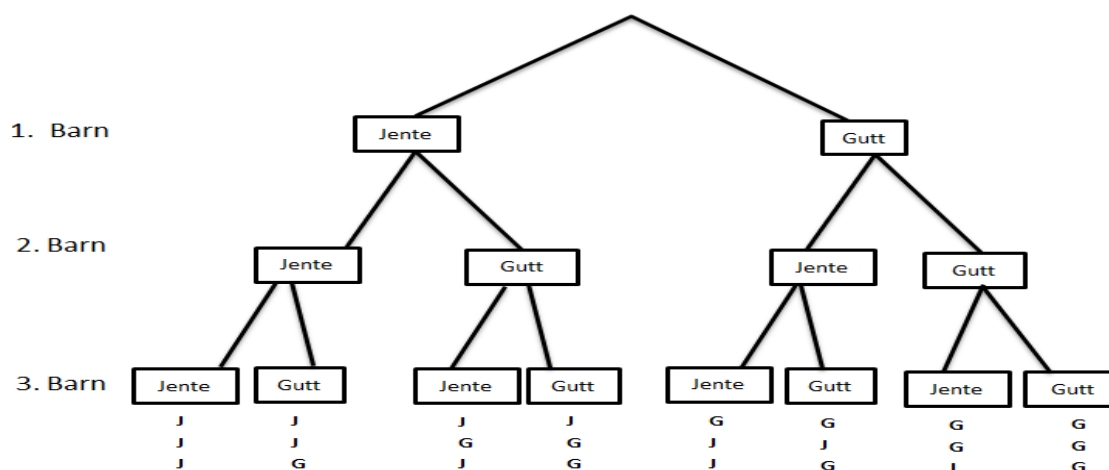 1. Barn Jente Gutt
2. Barn Jente Gutt Jente Gutt
3. Barn Jente Gutt Jente Gutt Jente Gutt Jente Gutt
J J J J G G G G
J J G G J J G G
J G J G J G J G